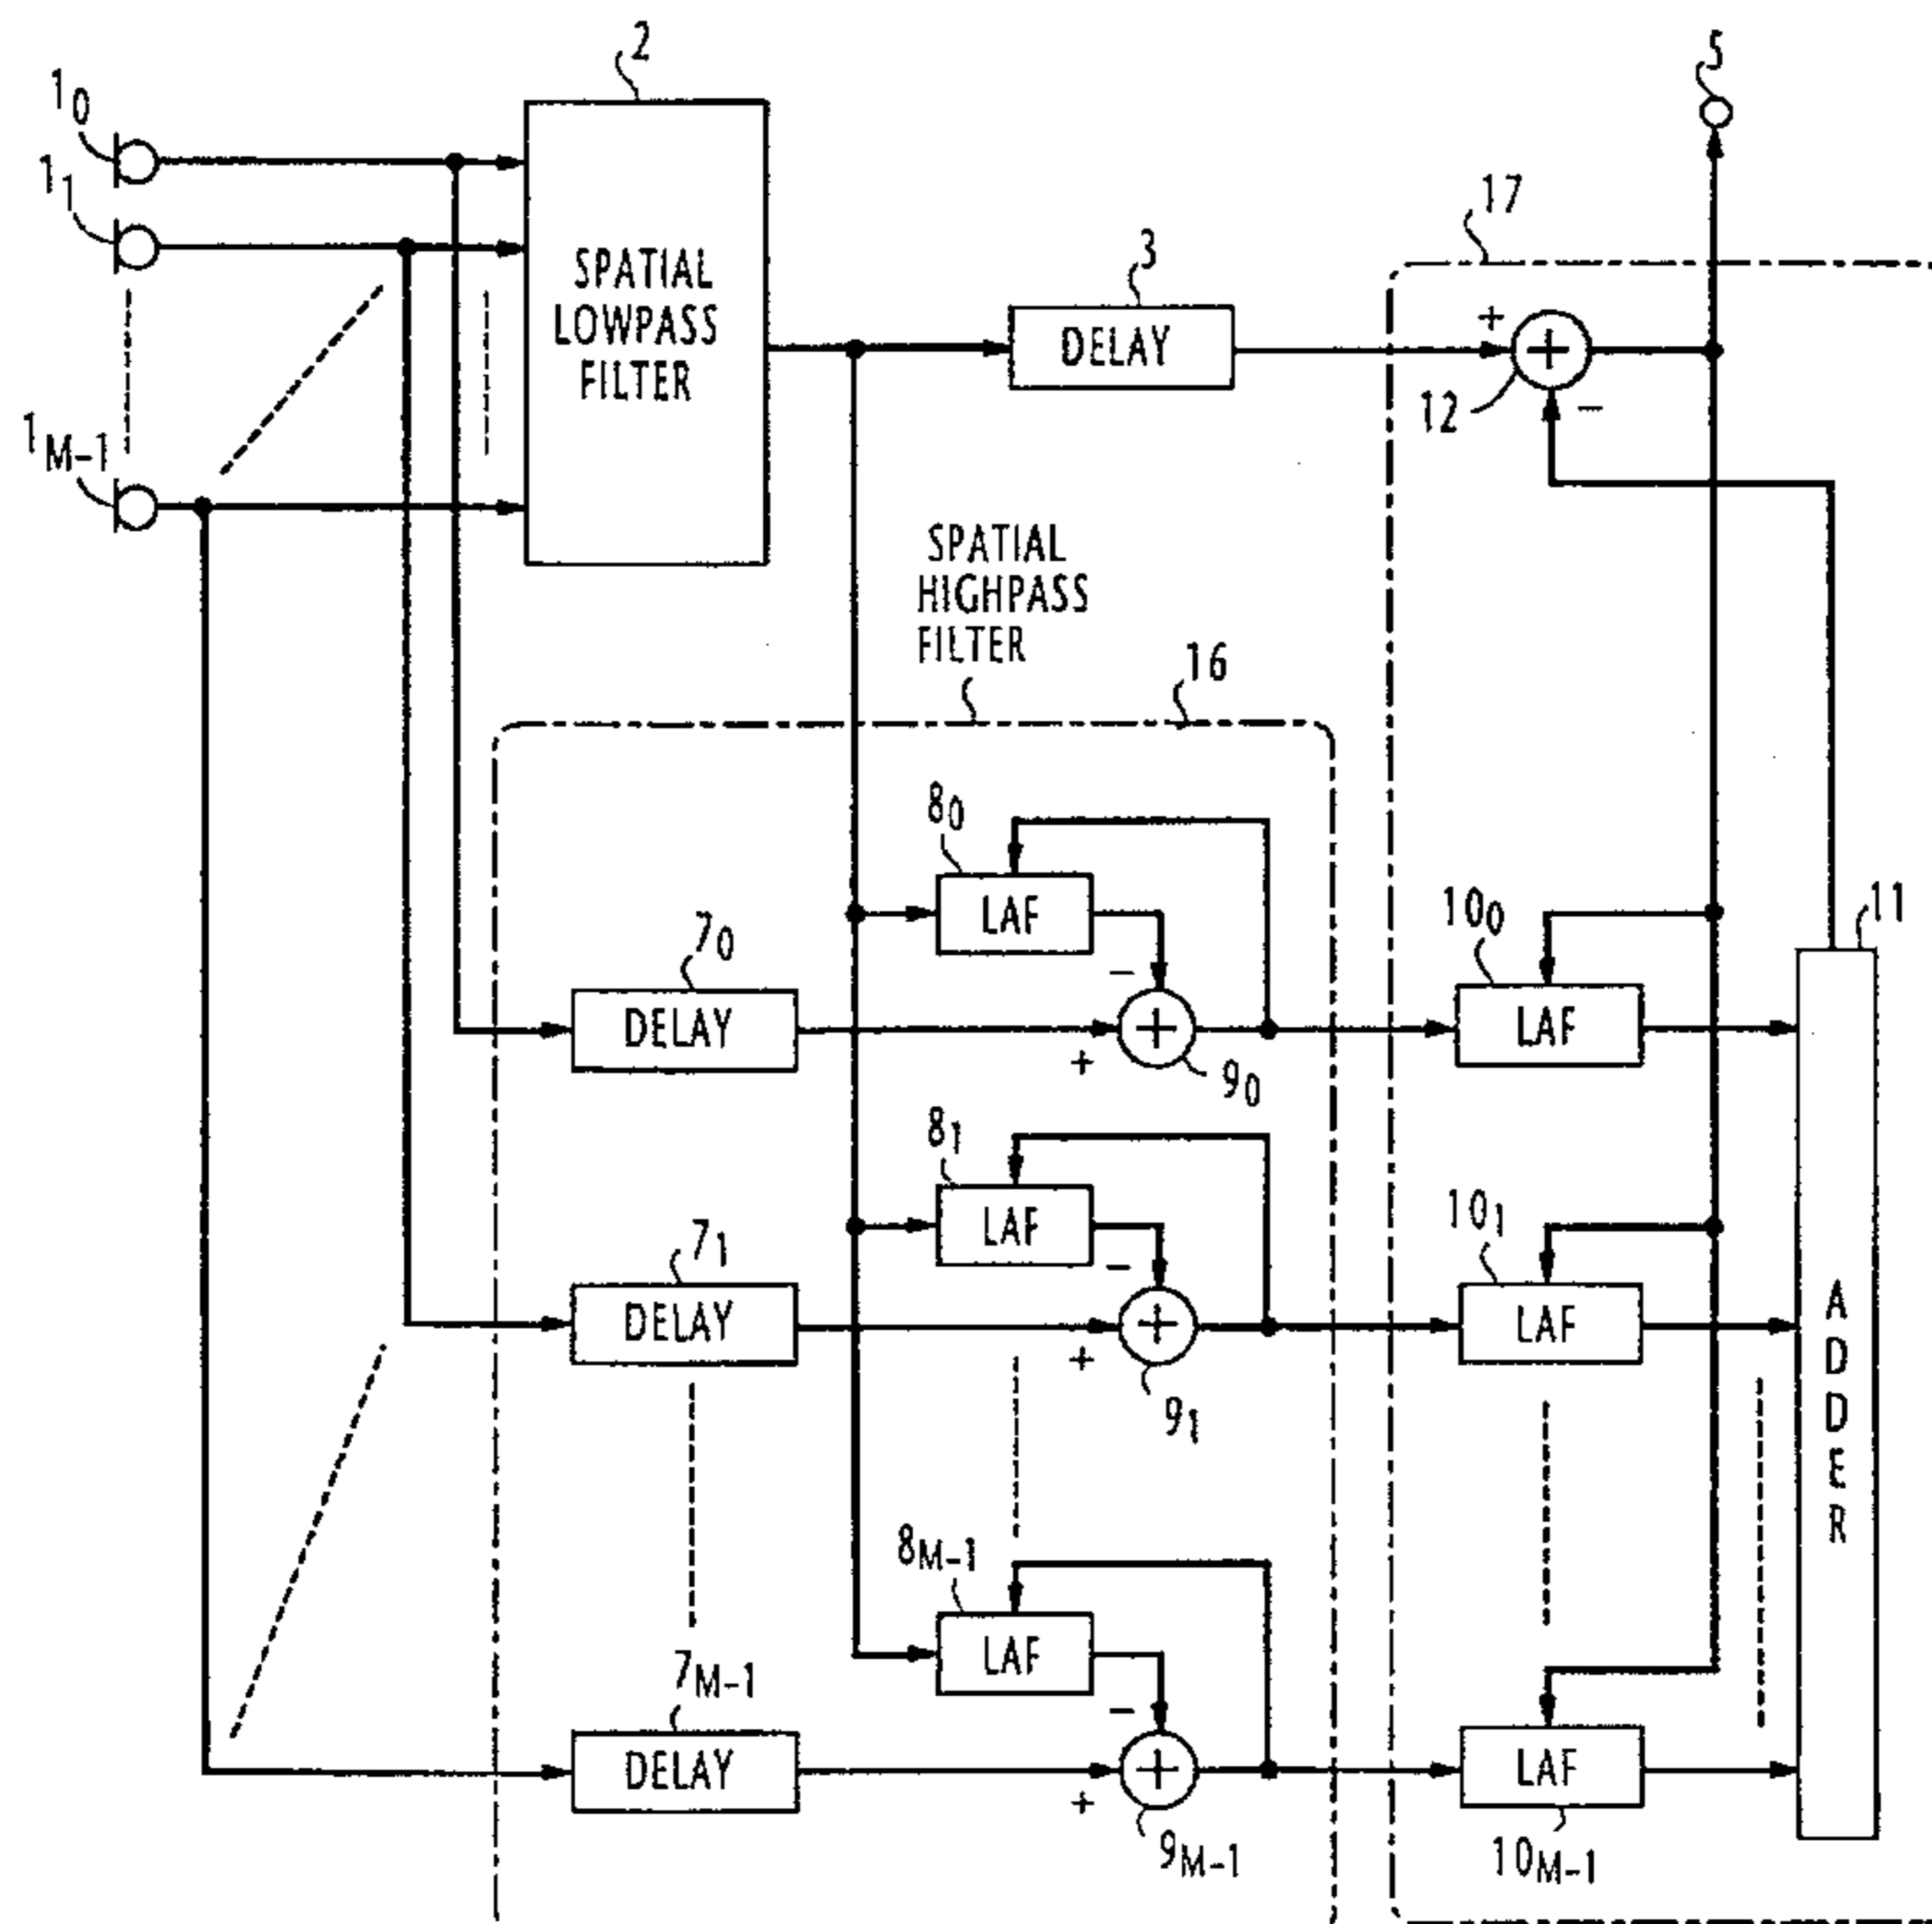 2
5
1₀
1₁
17
SPATIAL
LOWPASS
FILTER
3
DELAY
+
+
12
−
1M-1
SPATIAL
HIGHPASS
FILTER
16
8₀
LAF
7₀
DELAY
−
+
+
9₀
10₀
LAF
11
8₁
LAF
7₁
DELAY
−
+
+
9₁
10₁
LAF
ADDER
8M-1
LAF
7M-1
DELAY
−
+
+
9M-1
LAF
10M-1